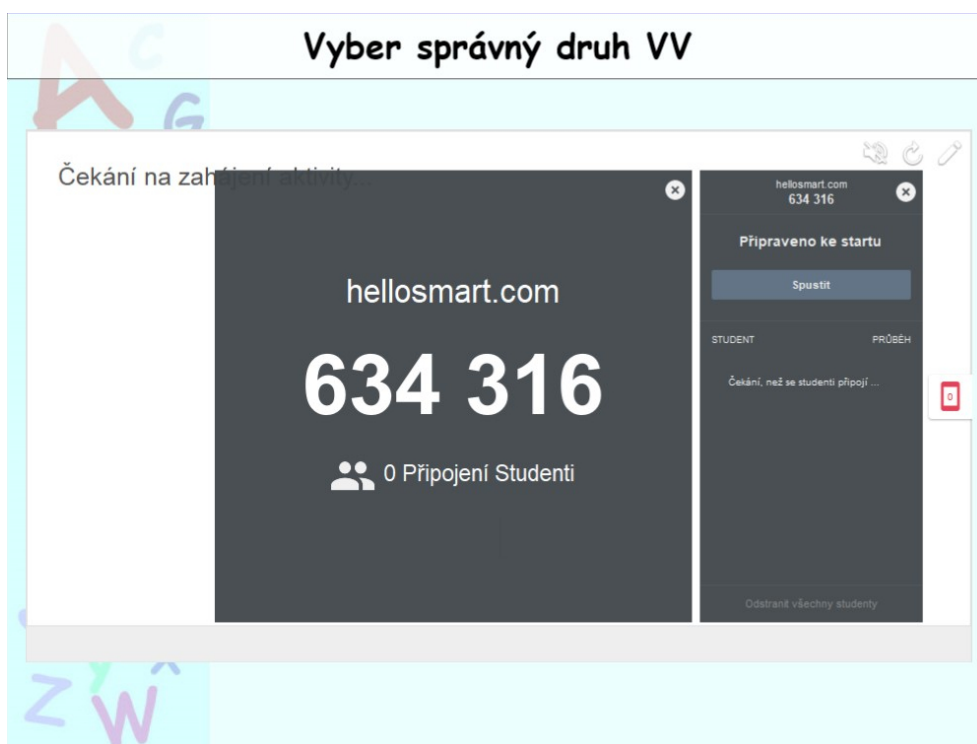 Vyber správný druh VV
A C
G
Čekání na zahájení aktivity...
hellosmart.com
634 316
0 Připojení Studenti
hellosmart.com
634 316
Připraveno ke startu
Spustit
STUDENT PRŮBĚH
Čekání, než se studenti připojí ...
0
Odstranit všechny studenty
Z y W x